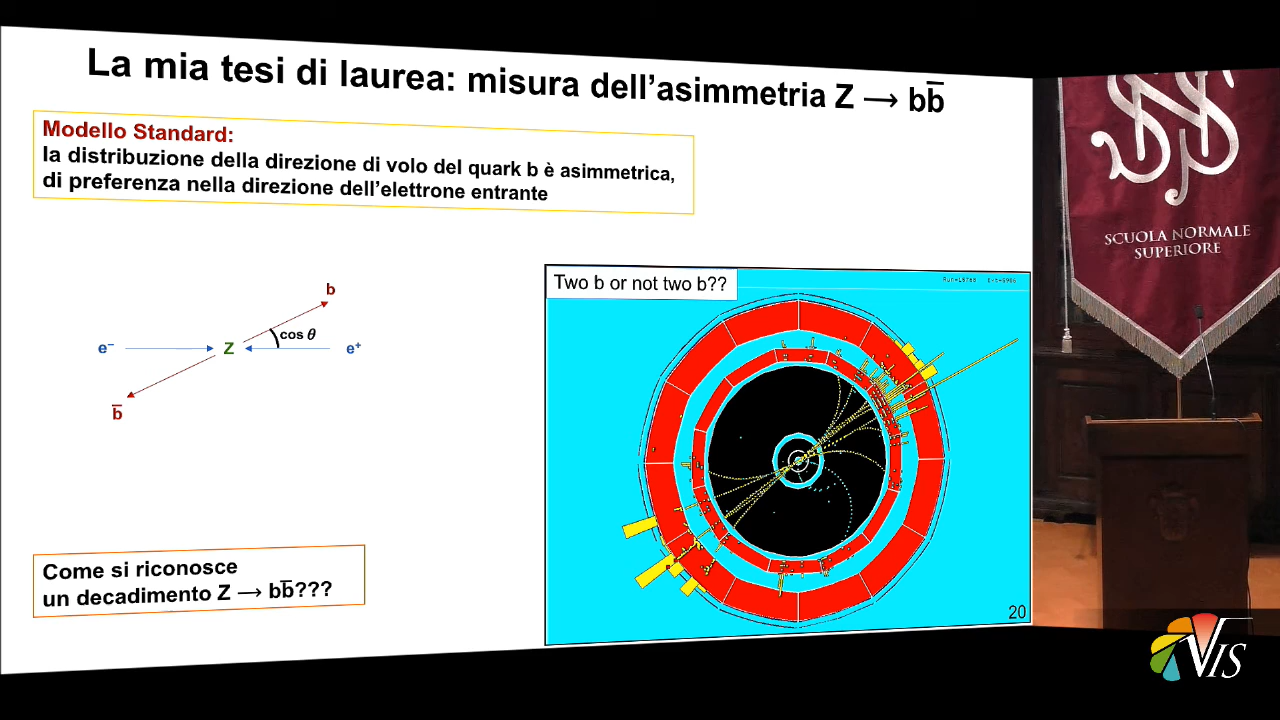 La mia tesi di laurea: misura dell'asimmetria Z → bb̅
Modello Standard:
la distribuzione della direzione di volo del quark b è asimmetrica,
di preferenza nella direzione dell'elettrone entrante
Two b or not two b??
b
cos θ
e⁻
Z
e⁺
b̅
Come si riconosce
un decadimento Z → bb̅???
20
SCUOLA NORMALE
SUPERIORE
VIS